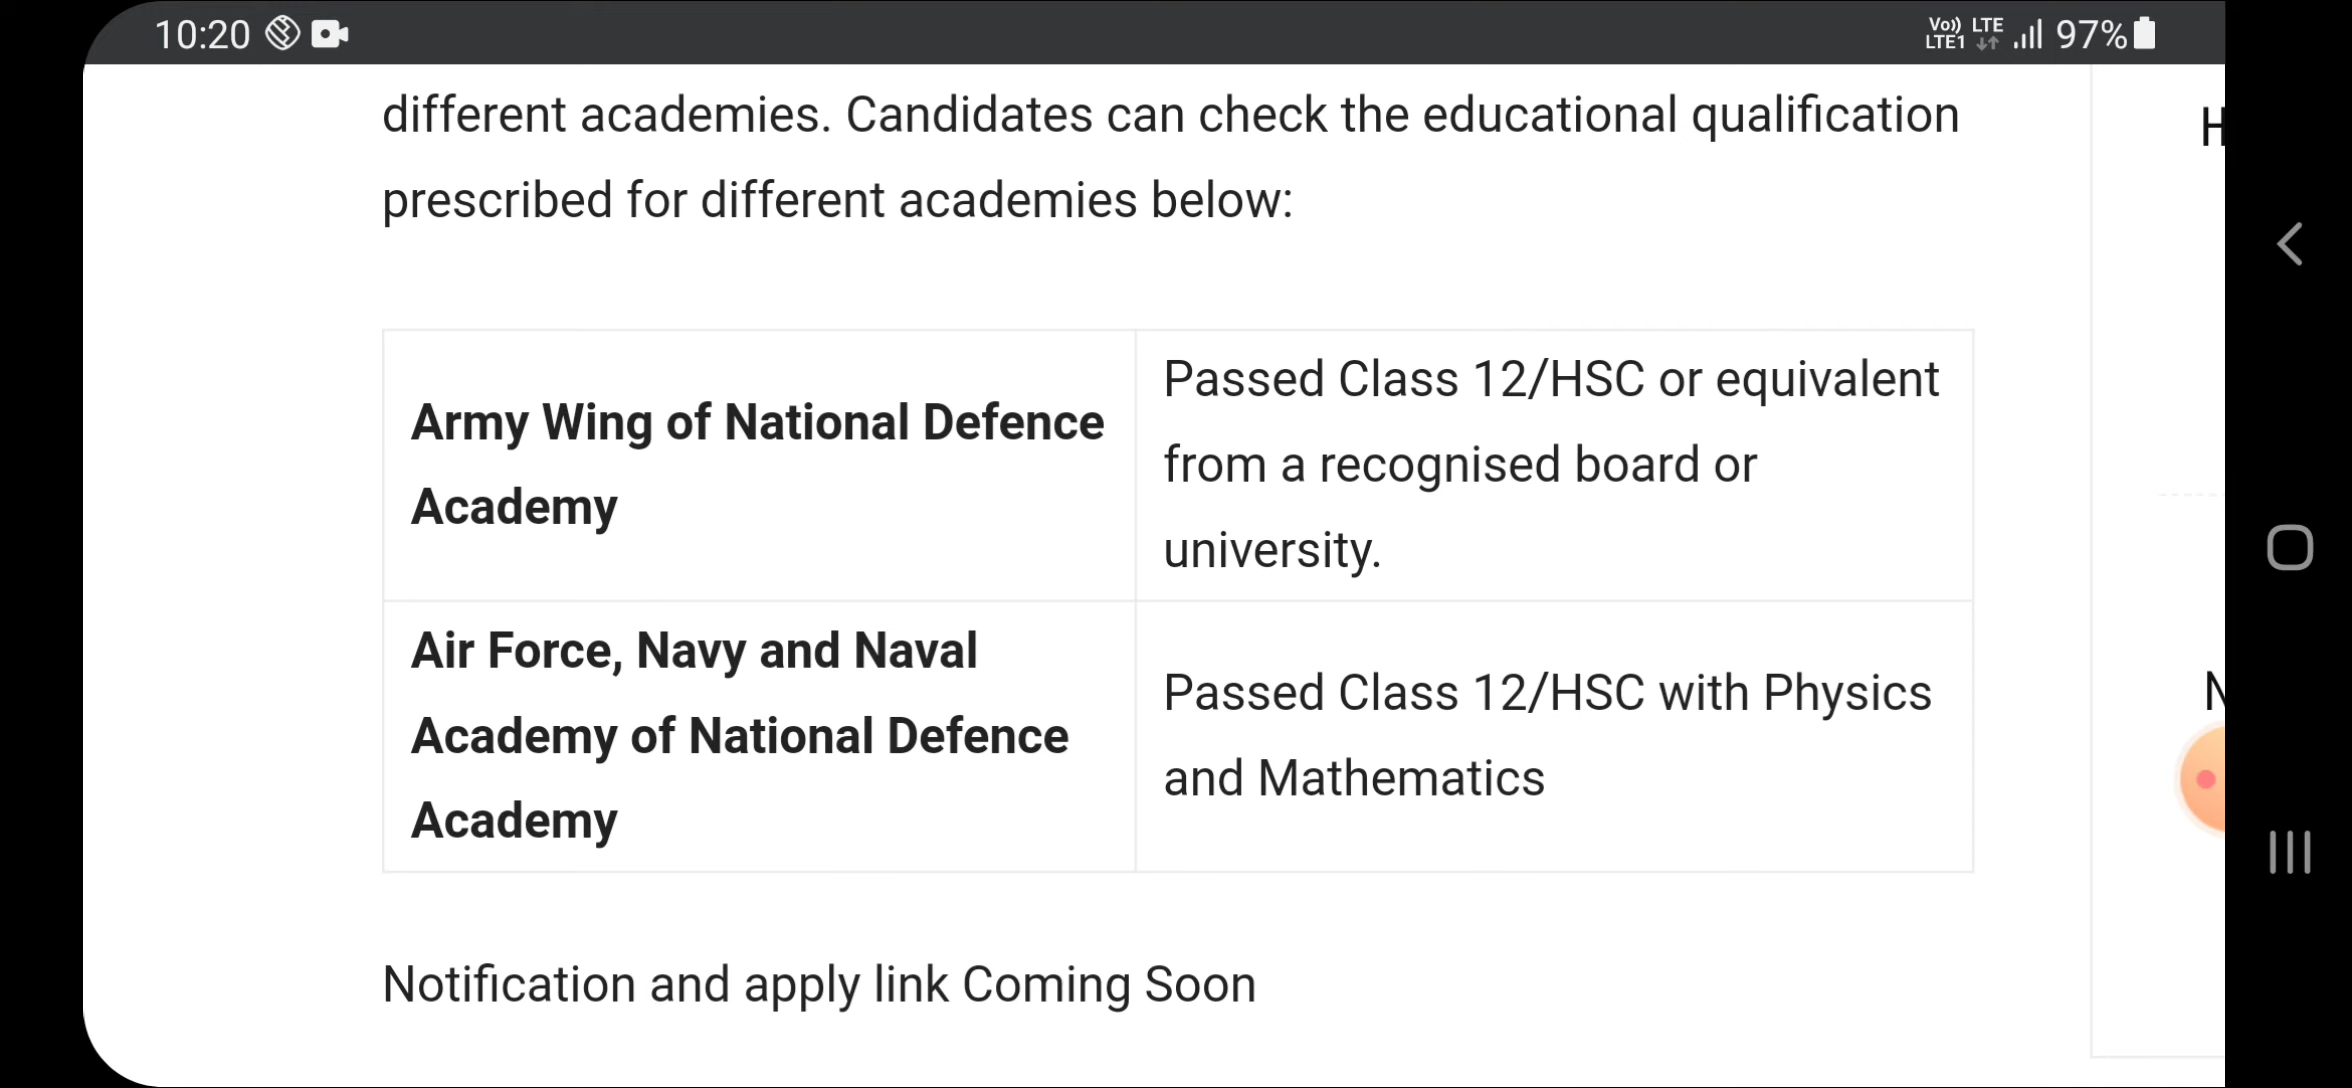 10:20
Vo)) LTE
LTE1
97%
different academies. Candidates can check the educational qualification
prescribed for different academies below:
Army Wing of National Defence
Academy
Passed Class 12/HSC or equivalent
from a recognised board or
university.
Air Force, Navy and Naval
Academy of National Defence
Academy
Passed Class 12/HSC with Physics
and Mathematics
Notification and apply link Coming Soon